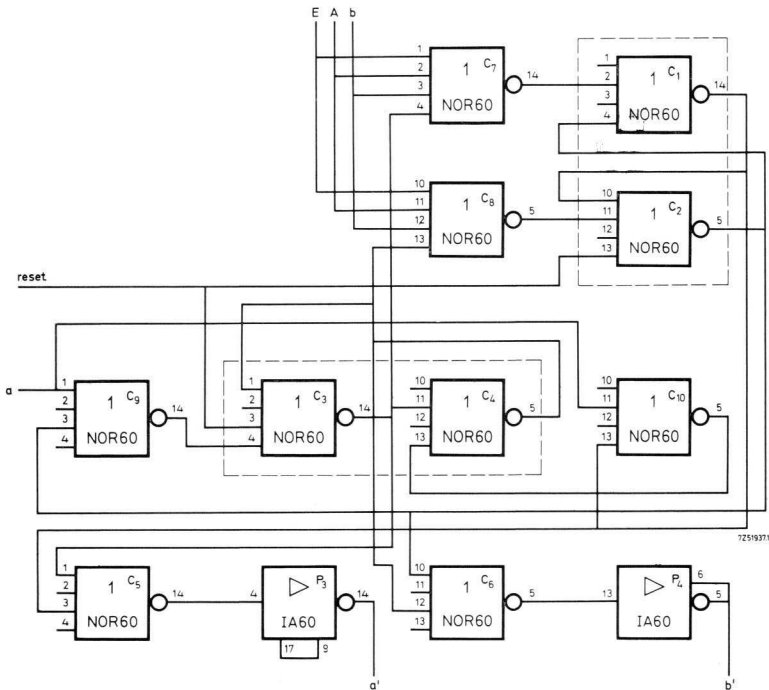 E A b
1 2 3 4 1 C7 NOR60 14
1 2 3 4 1 C1 NOR60 14
10 11 12 13 1 C8 NOR60 5
10 11 12 13 1 C2 NOR60 5
reset
a
1 2 3 4 1 C9 NOR60 14
1 2 3 4 1 C3 NOR60 14
10 11 12 13 1 C4 NOR60 5
10 11 12 13 1 C10 NOR60 5
7Z51937.1
1 2 3 4 1 C5 NOR60 14
4 P3 IA60 14
17 9
10 11 12 13 1 C6 NOR60 5
13 P4 IA60 6 5
a' b'